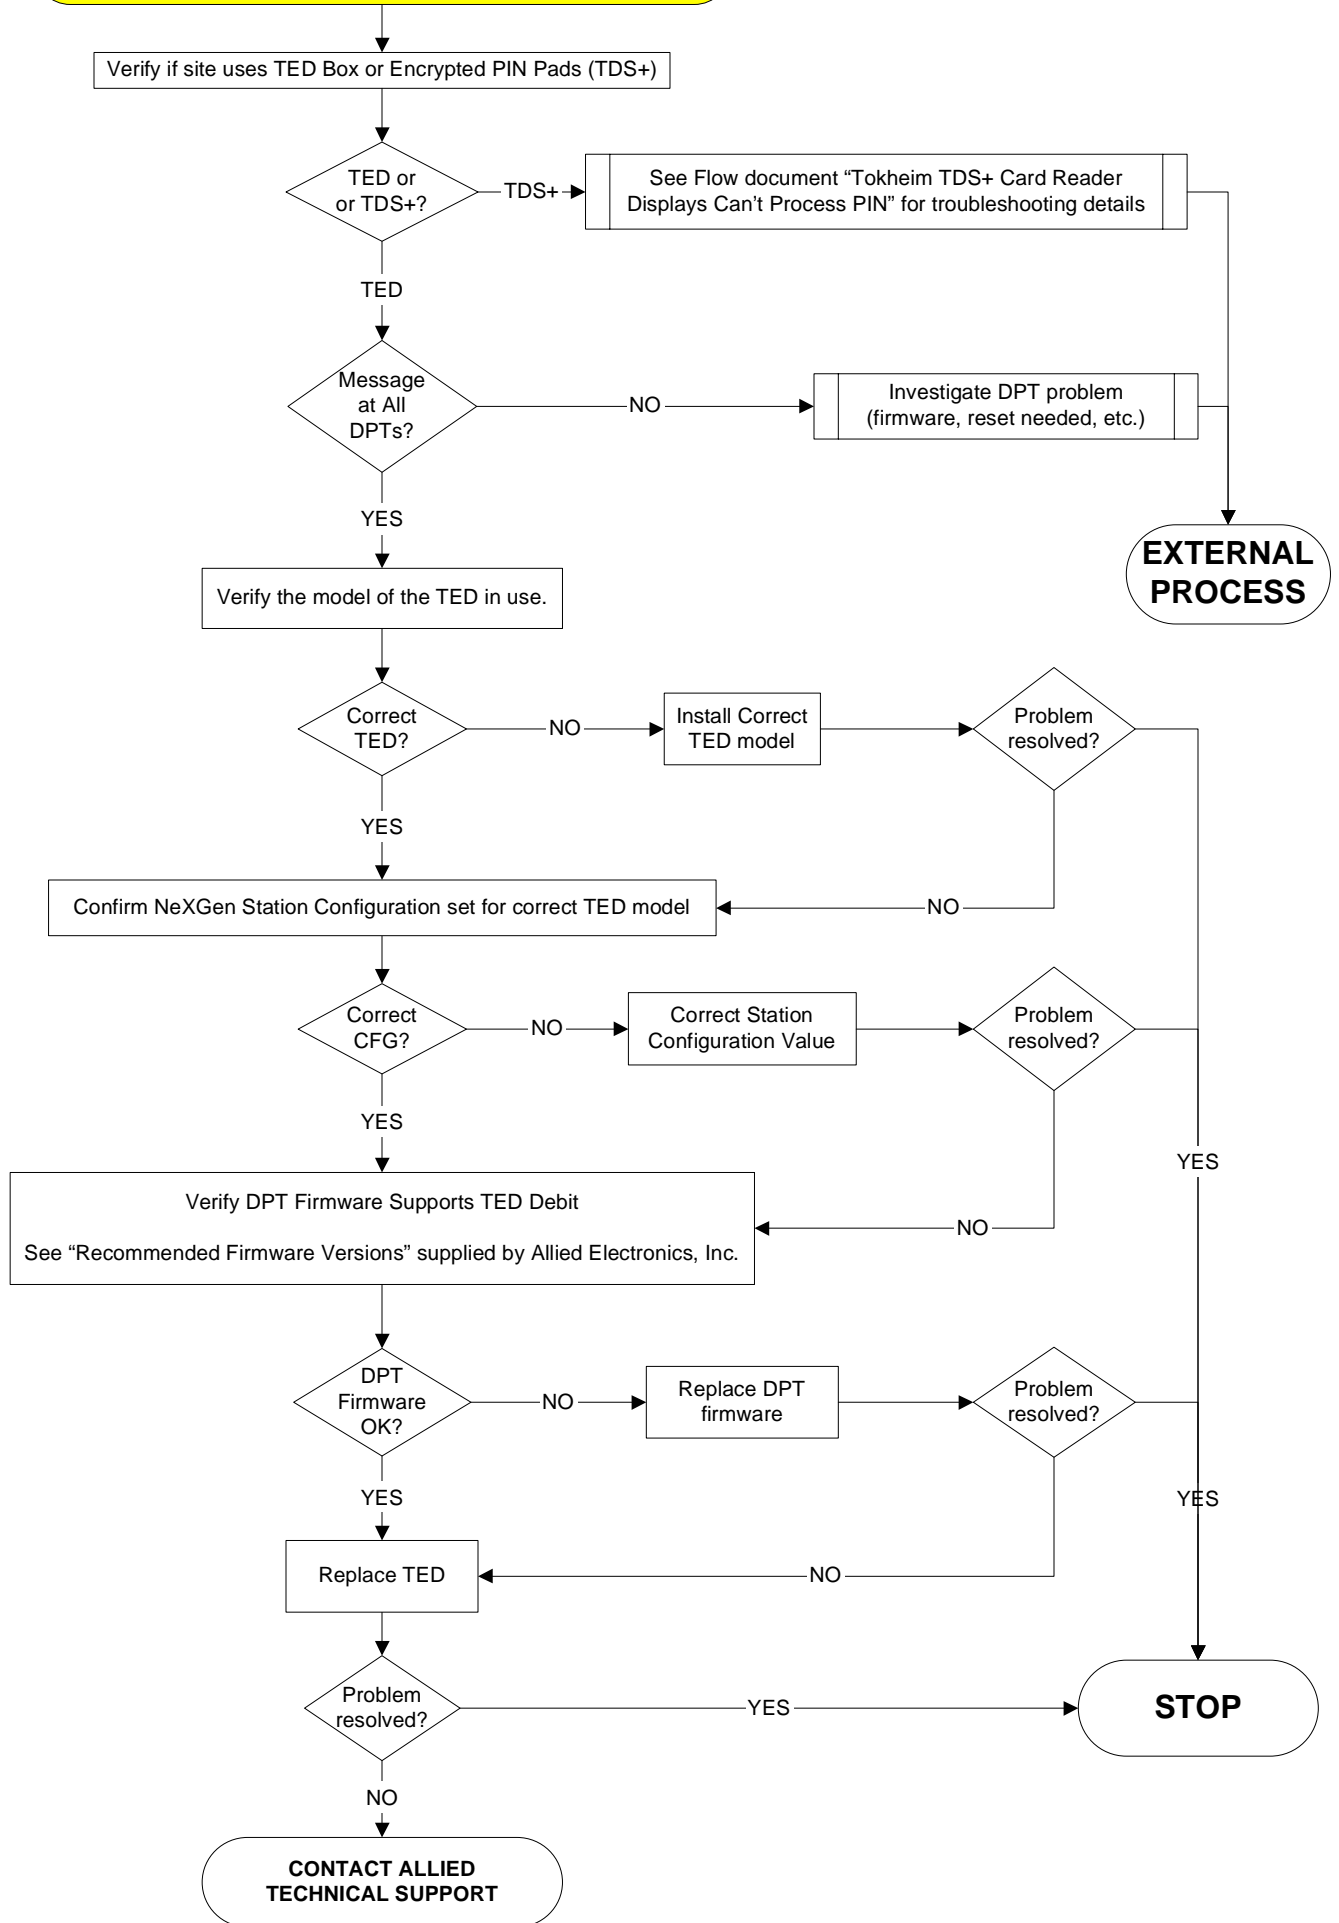 Verify if site uses TED Box or Encrypted PIN Pads (TDS+)
TED or
or TDS+?
TDS+
See Flow document “Tokheim TDS+ Card Reader
Displays Can’t Process PIN” for troubleshooting details
TED
Message
at All
DPTs?
NO
Investigate DPT problem
(firmware, reset needed, etc.)
YES
EXTERNAL
PROCESS
Verify the model of the TED in use.
Correct
TED?
NO
Install Correct
TED model
Problem
resolved?
YES
Confirm NeXGen Station Configuration set for correct TED model
NO
Correct
CFG?
NO
Correct Station
Configuration Value
Problem
resolved?
YES
YES
Verify DPT Firmware Supports TED Debit
See “Recommended Firmware Versions” supplied by Allied Electronics, Inc.
NO
DPT
Firmware
OK?
NO
Replace DPT
firmware
Problem
resolved?
YES
YES
Replace TED
NO
Problem
resolved?
YES
STOP
NO
CONTACT ALLIED
TECHNICAL SUPPORT